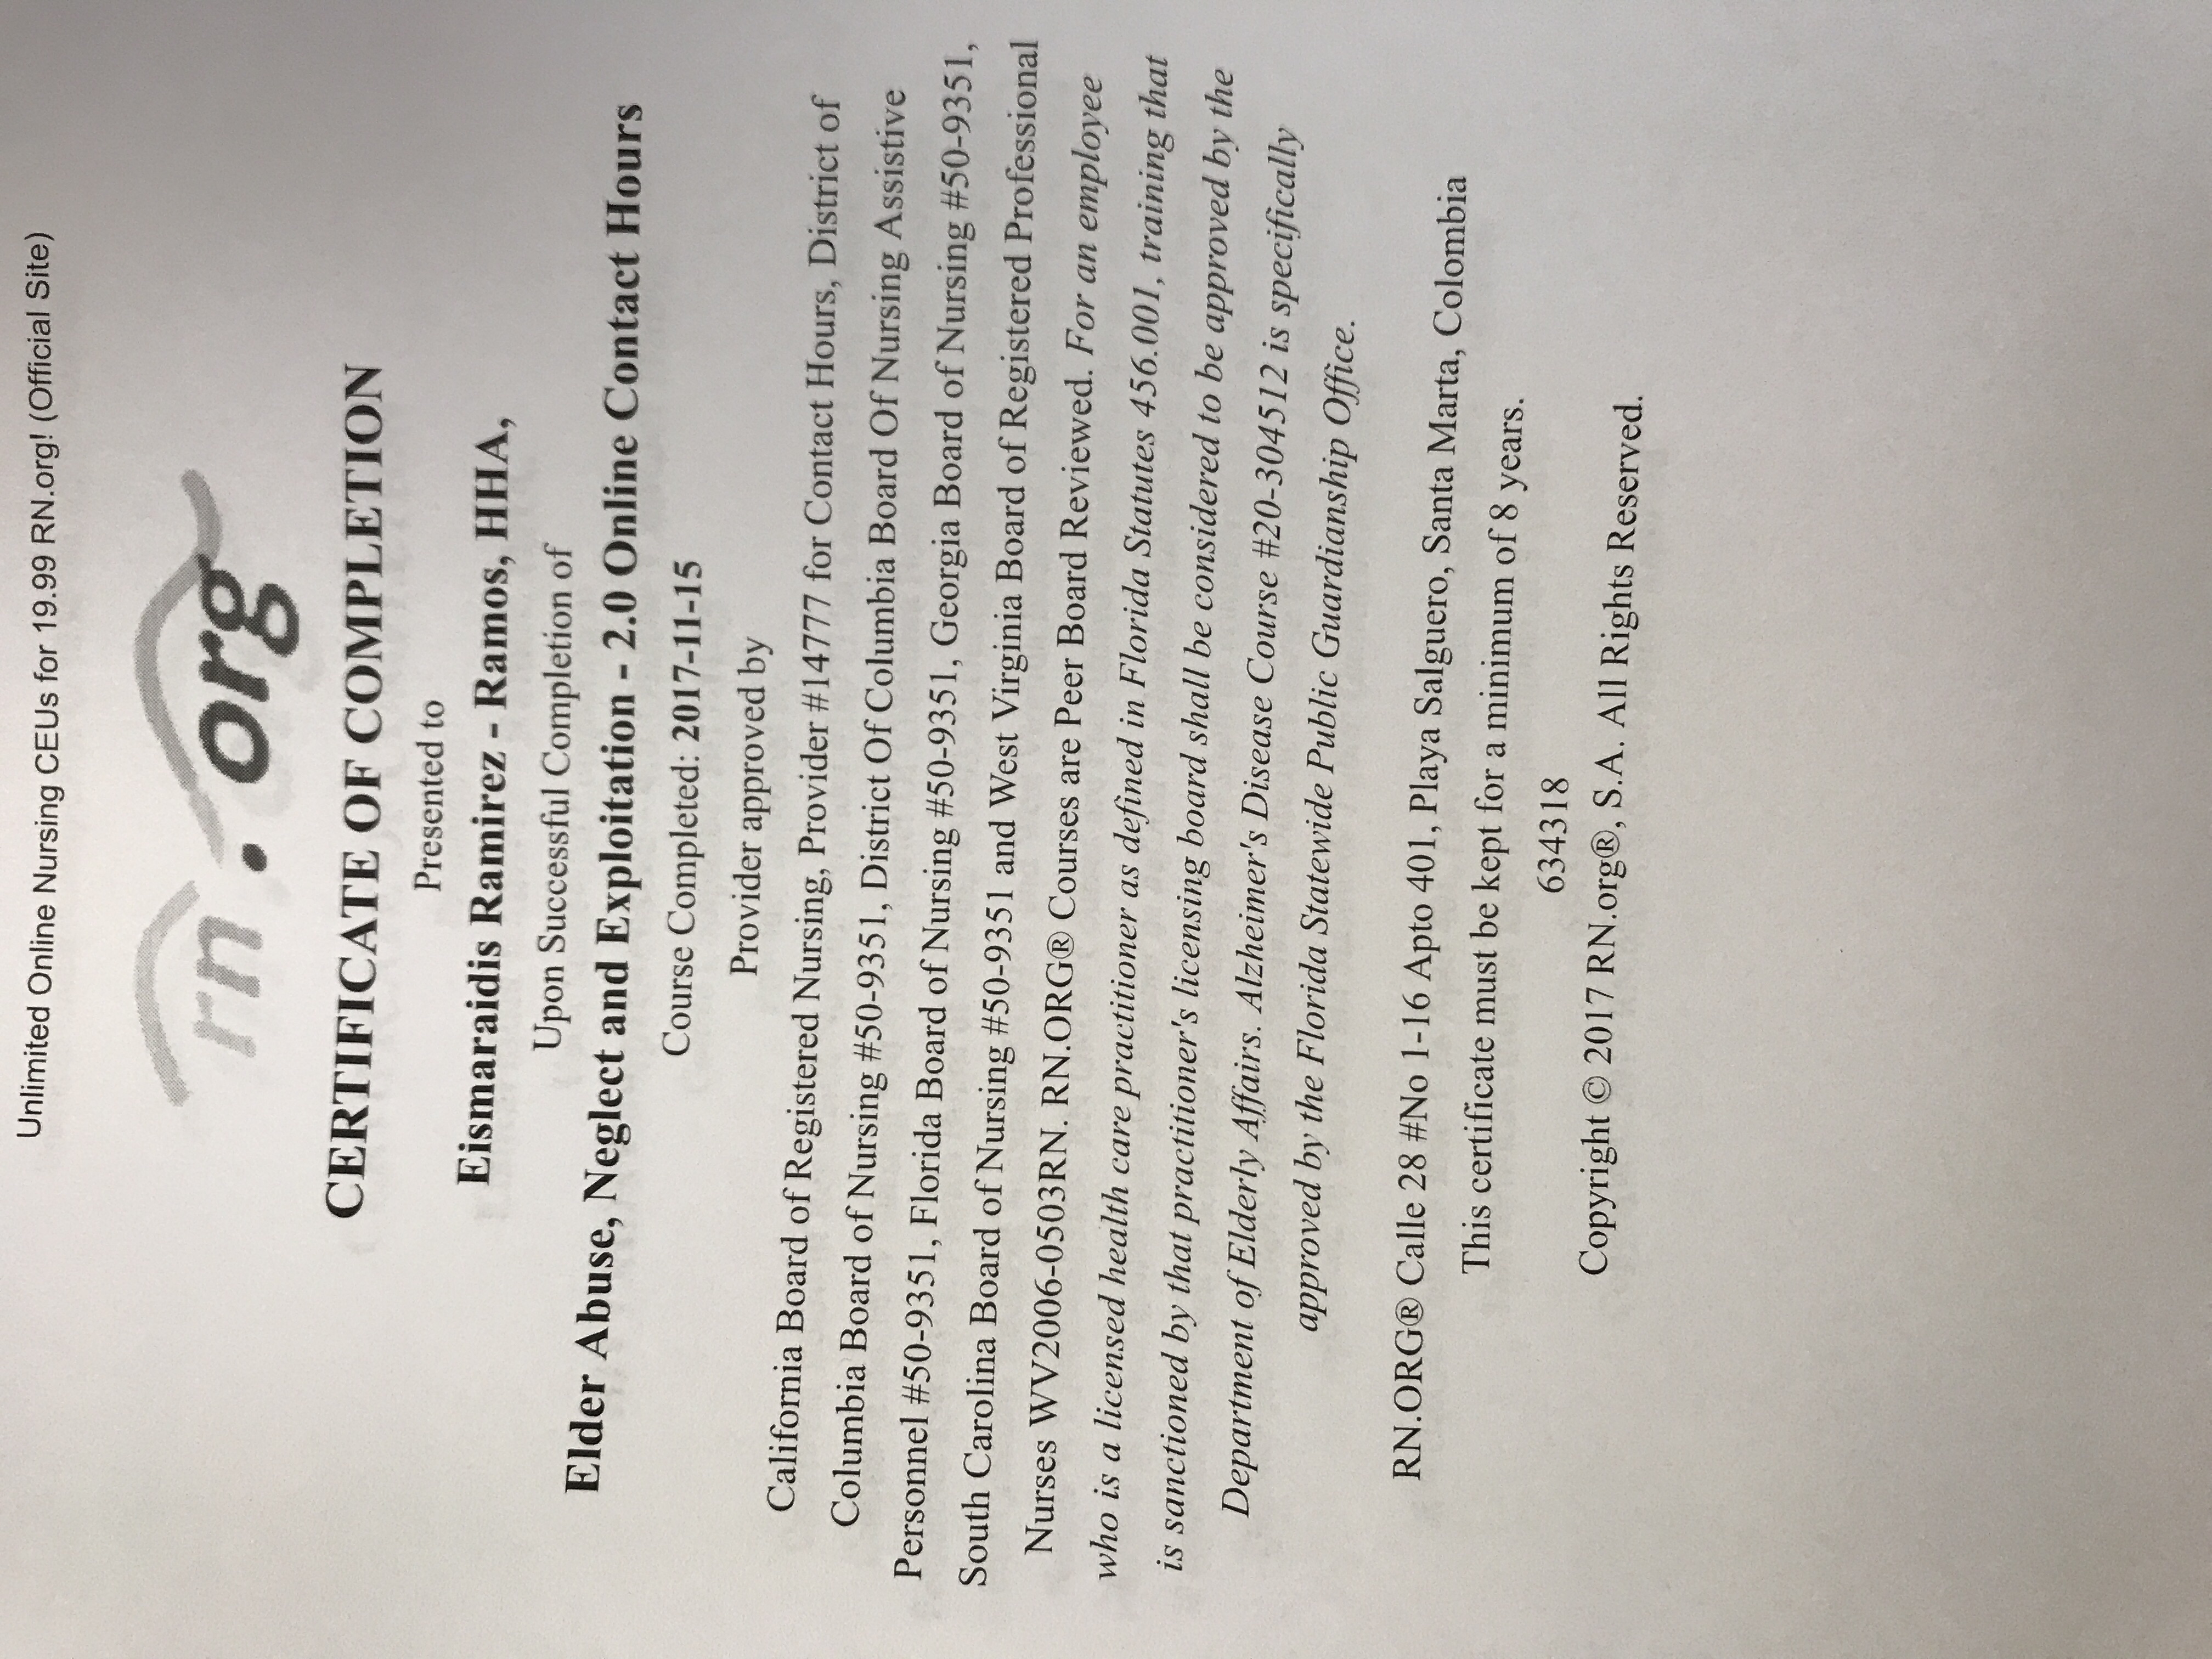 Unlimited Online Nursing CEUs for 19.99 RN.org! (Official Site)
rn.org
CERTIFICATE OF COMPLETION
Presented to
Eismaraidis Ramirez - Ramos, HHA,
Upon Successful Completion of
Elder Abuse, Neglect and Exploitation - 2.0 Online Contact Hours
Course Completed: 2017-11-15
Provider approved by
California Board of Registered Nursing, Provider #14777 for Contact Hours, District of
Columbia Board of Nursing #50-9351, District Of Columbia Board Of Nursing Assistive
Personnel #50-9351, Florida Board of Nursing #50-9351, Georgia Board of Nursing #50-9351,
South Carolina Board of Nursing #50-9351 and West Virginia Board of Registered Professional
Nurses WV2006-0503RN. RN.ORG® Courses are Peer Board Reviewed. For an employee
who is a licensed health care practitioner as defined in Florida Statutes 456.001, training that
is sanctioned by that practitioner's licensing board shall be considered to be approved by the
Department of Elderly Affairs. Alzheimer's Disease Course #20-304512 is specifically
approved by the Florida Statewide Public Guardianship Office.
RN.ORG® Calle 28 #No 1-16 Apto 401, Playa Salguero, Santa Marta, Colombia
This certificate must be kept for a minimum of 8 years.
634318
Copyright © 2017 RN.org®, S.A. All Rights Reserved.